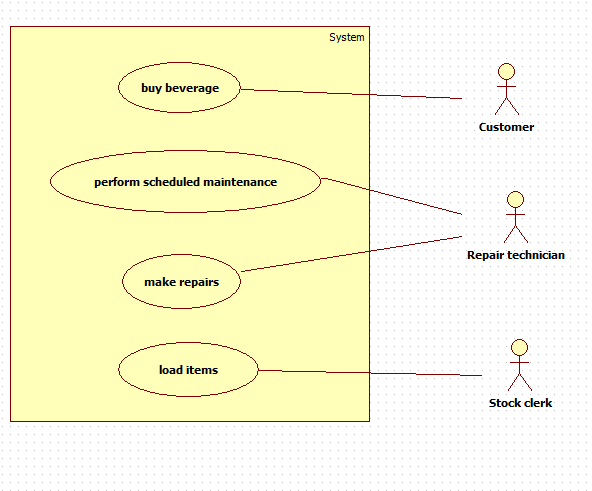 System
buy beverage
Customer
perform scheduled maintenance
Repair technician
make repairs
load items
Stock clerk